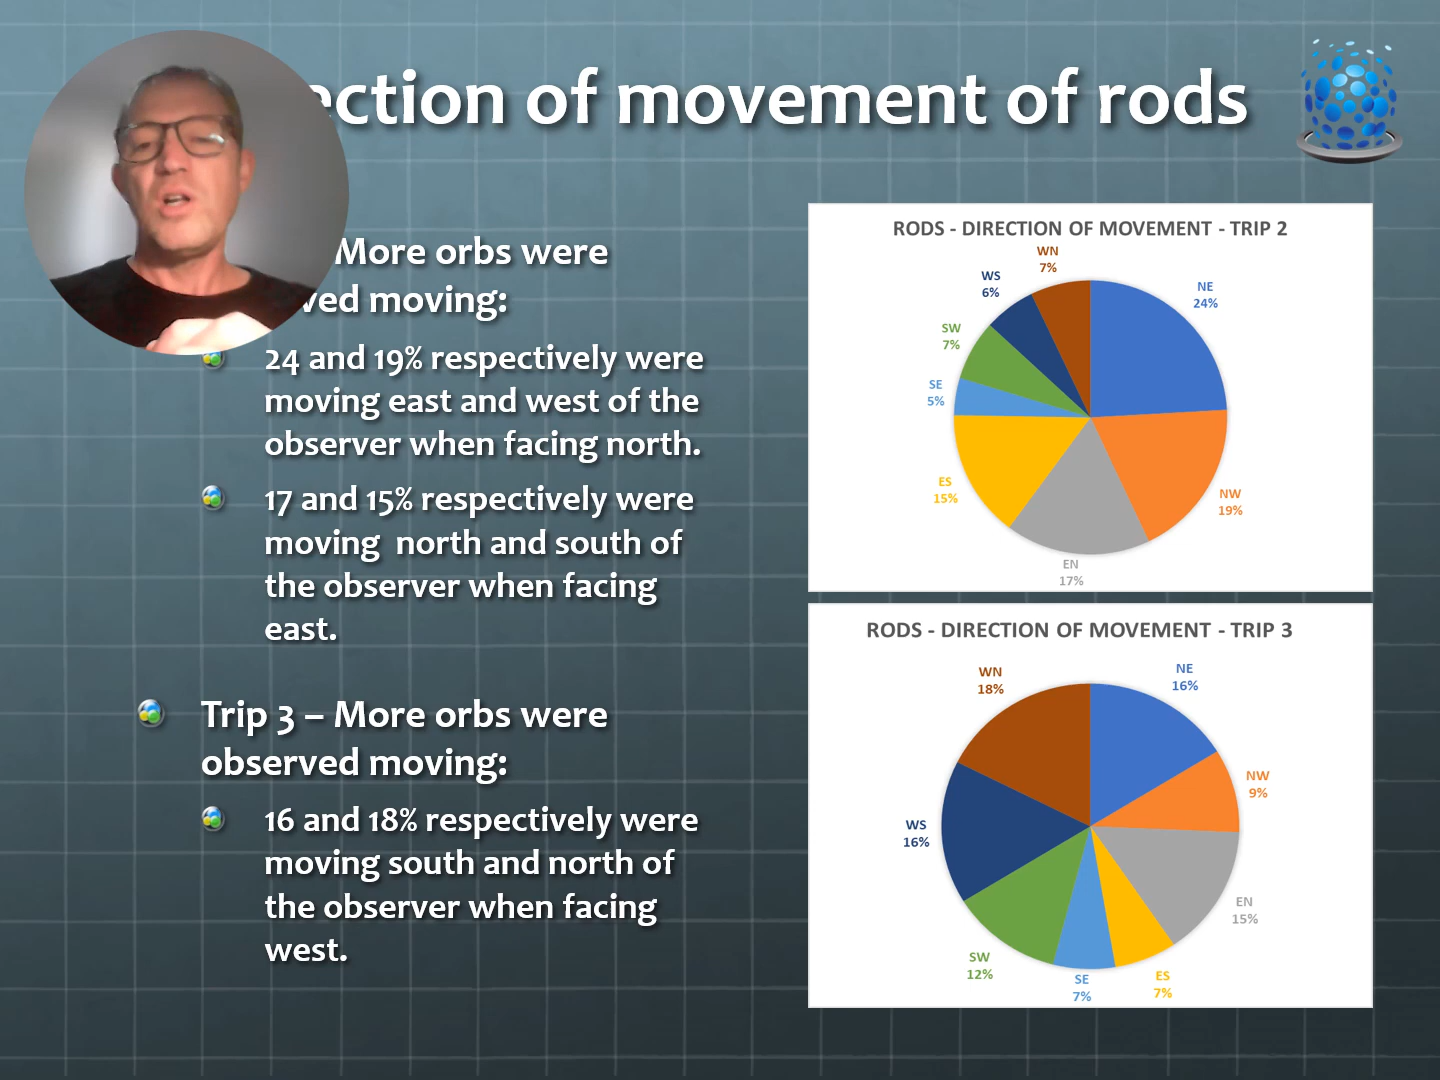 ection of movement of rods
More orbs were
ved moving:
24 and 19% respectively were
moving east and west of the
observer when facing north.
17 and 15% respectively were
moving north and south of
the observer when facing
east.
Trip 3 – More orbs were
observed moving:
16 and 18% respectively were
moving south and north of
the observer when facing
west.
RODS - DIRECTION OF MOVEMENT - TRIP 2
WN
7%
NE
24%
WS
6%
SW
7%
SE
5%
ES
15%
NW
19%
EN
17%
RODS - DIRECTION OF MOVEMENT - TRIP 3
WN
18%
NE
16%
NW
9%
WS
16%
EN
15%
SW
12%
SE
7%
ES
7%